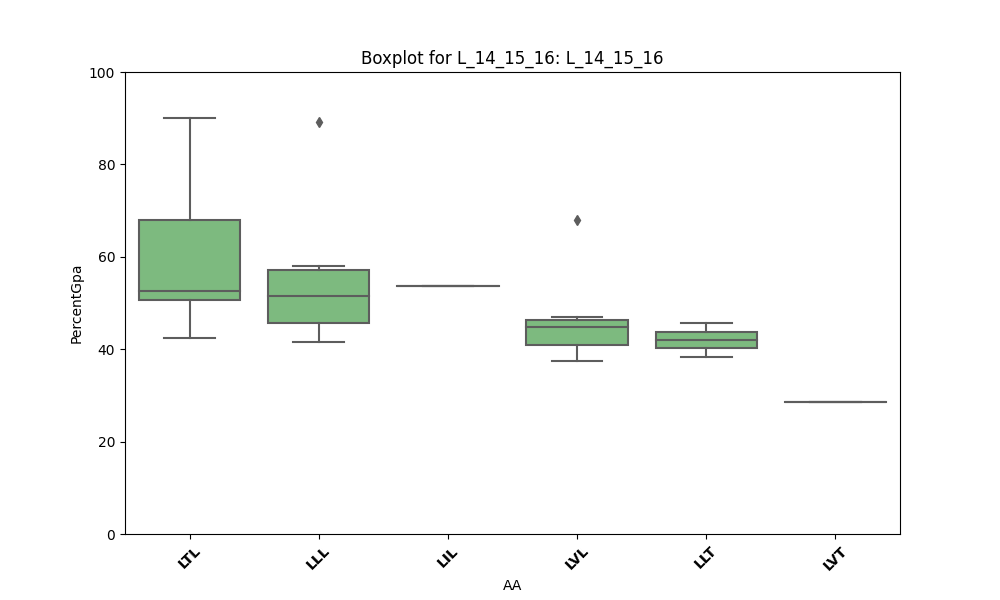 Boxplot for L_14_15_16: L_14_15_16
100
80
60
40
20
0
PercentGpa
LTL
LLL
LIL
LVL
LLT
LVT
AA